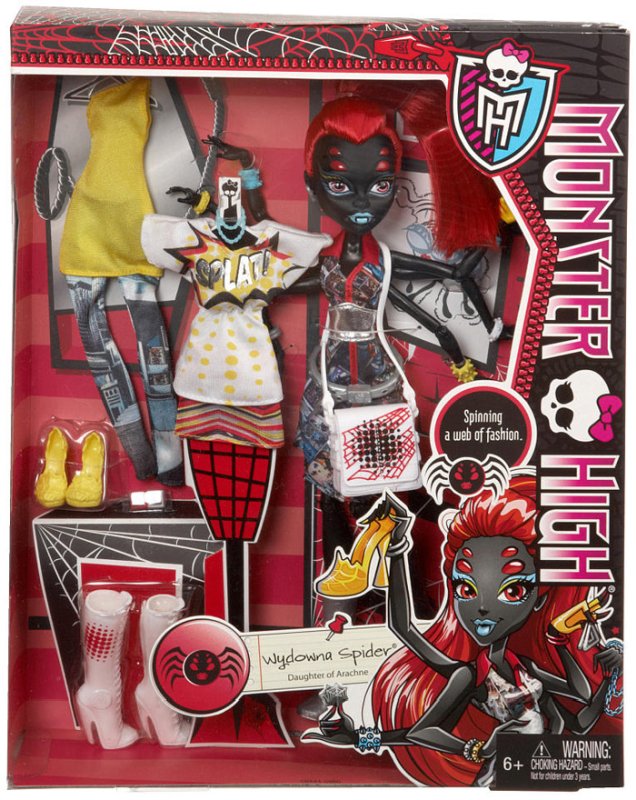 MH
MONSTER
HIGH®
SPLAT!
Spinning
a web of fashion.
Wydowna Spider®
Daughter of Arachne
6+
WARNING:
CHOKING HAZARD – Small parts.
Not for children under 3 years.